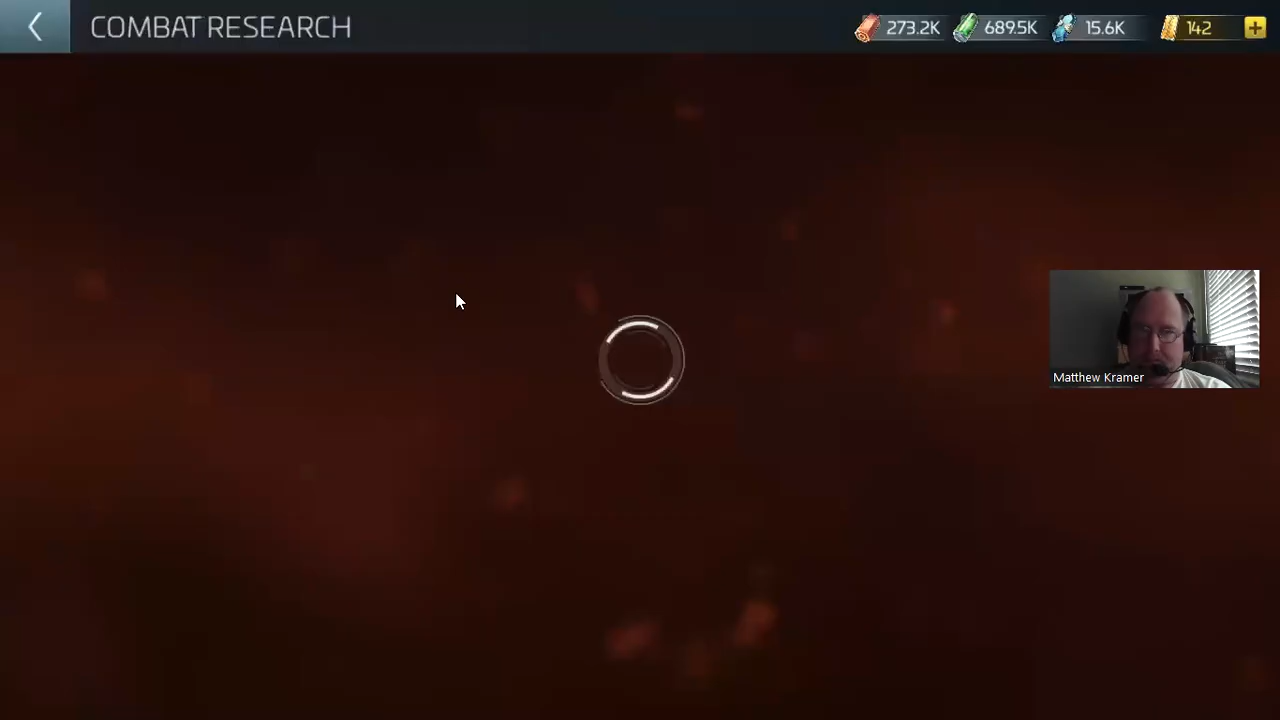 COMBAT RESEARCH
273.2K
689.5K
15.6K
142
Matthew Kramer